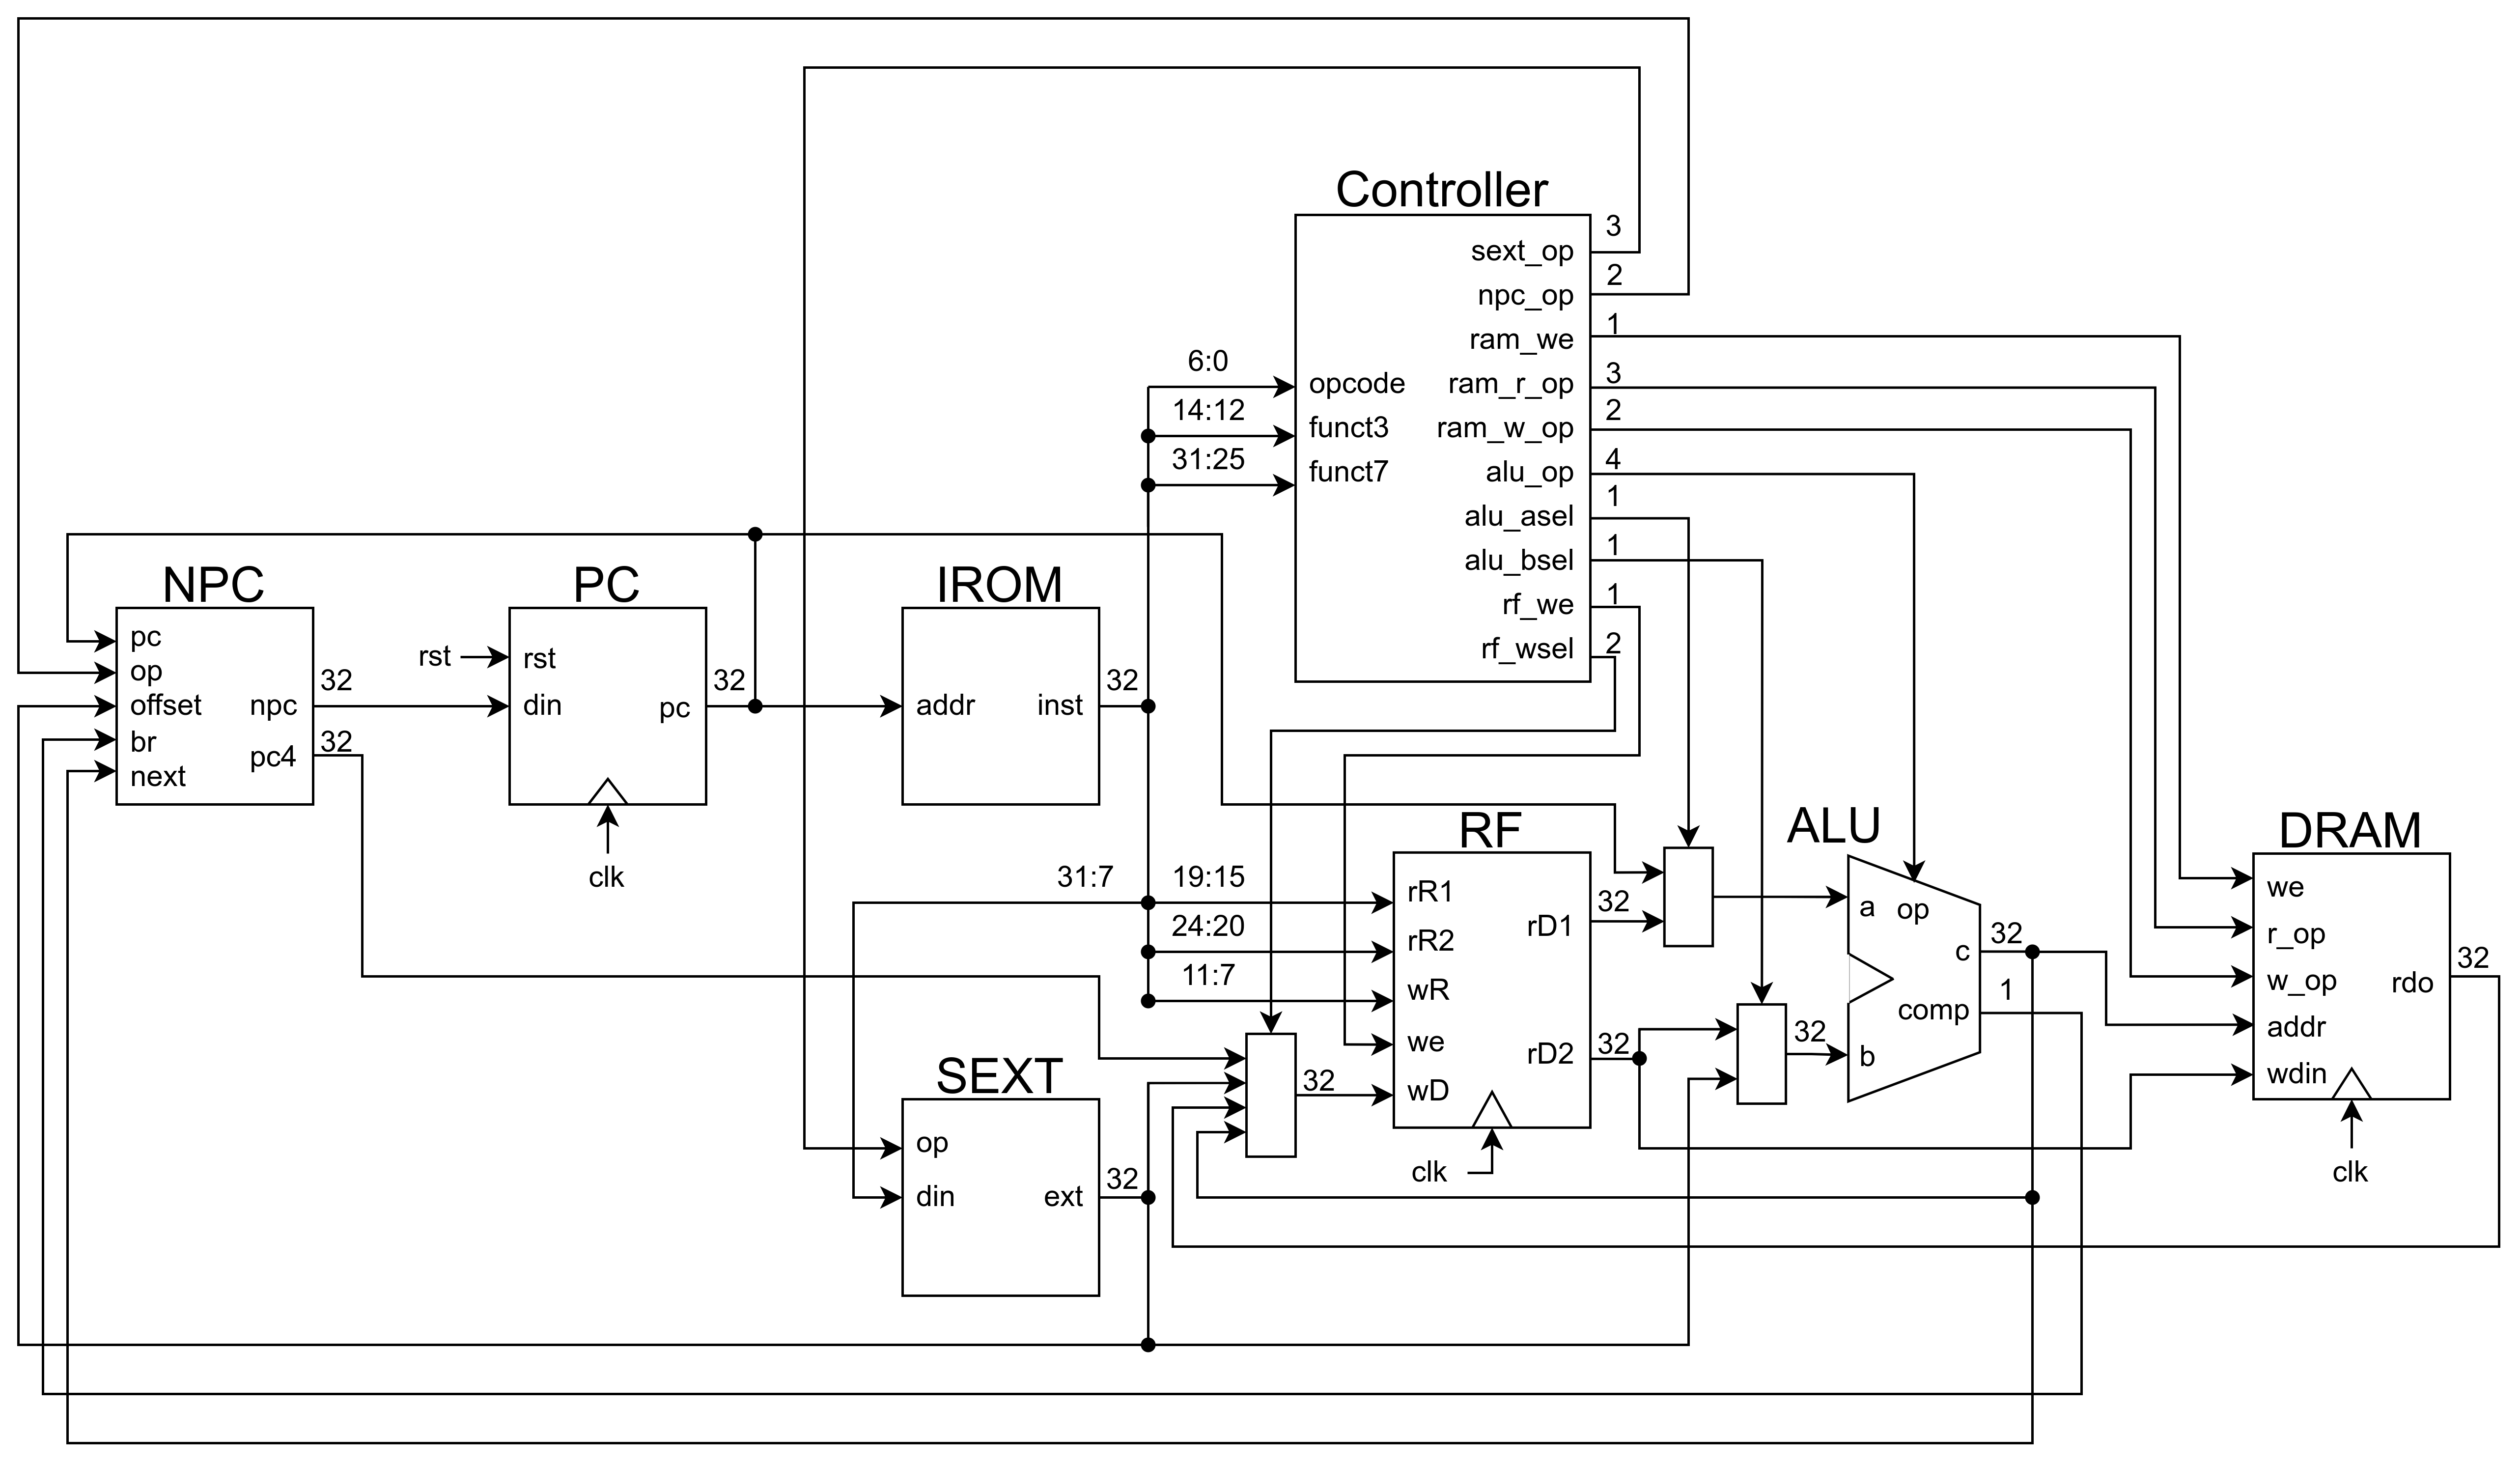 Controller
3
sext_op
2
npc_op
1
ram_we
6:0
3
opcode
ram_r_op
14:12
2
funct3
ram_w_op
31:25
4
funct7
alu_op
1
alu_asel
1
alu_bsel
1
rf_we
2
rf_wsel
NPC
pc
op
offset
npc
32
br
32
pc4
next
PC
rst
rst
din
pc
32
clk
IROM
addr
inst
32
31:7
19:15
24:20
11:7
RF
rR1
rR2
wR
we
wD
rD1
32
rD2
32
clk
32
SEXT
op
din
ext
32
ALU
a
op
c
32
comp
1
b
32
DRAM
we
r_op
w_op
rdo
32
addr
wdin
clk